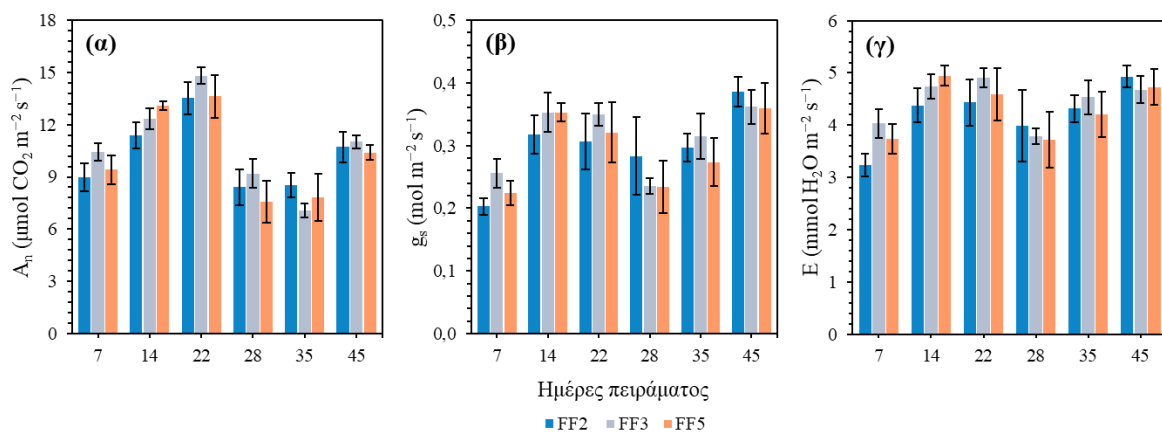 (α)
Aₙ (μmol CO₂ m⁻² s⁻¹)
18
15
12
9
6
3
0
7 14 22 28 35 45
(β)
gₛ (mol m⁻² s⁻¹)
0,5
0,4
0,3
0,2
0,1
0,0
7 14 22 28 35 45
(γ)
E (mmol H₂O m⁻² s⁻¹)
6
5
4
3
2
1
0
7 14 22 28 35 45
Ημέρες πειράματος
FF2 FF3 FF5